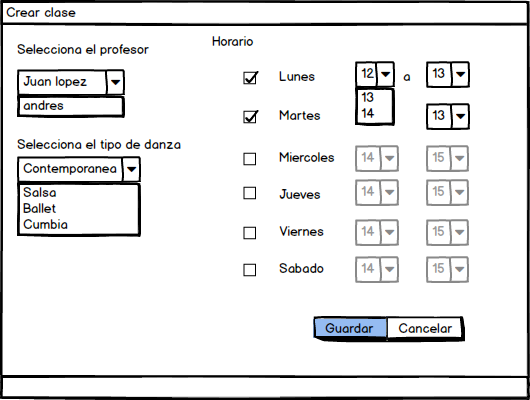 Crear clase
Selecciona el profesor
Juan lopez
andres
Selecciona el tipo de danza
Contemporanea
Salsa
Ballet
Cumbia
Horario
Lunes 12 a 13
13
14
Martes 13
Miercoles 14 15
Jueves 14 15
Viernes 14 15
Sabado 14 15
Guardar Cancelar